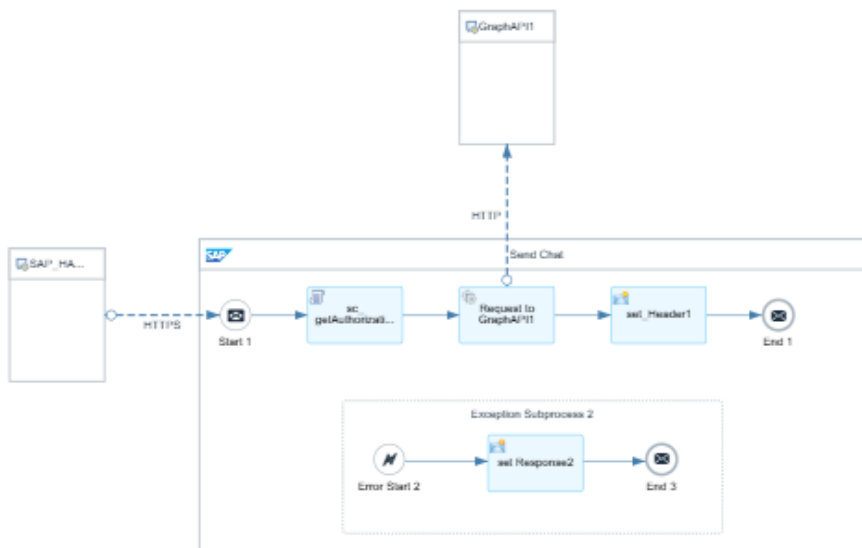 GraphAPI1
HTTP
SAP
Send Chat
SAP_HA...
HTTPS
Start 1
sc_
getAuthorizati...
Request to
GraphAPI1
set_Header1
End 1
Exception Subprocess 2
Error Start 2
set Response2
End 3